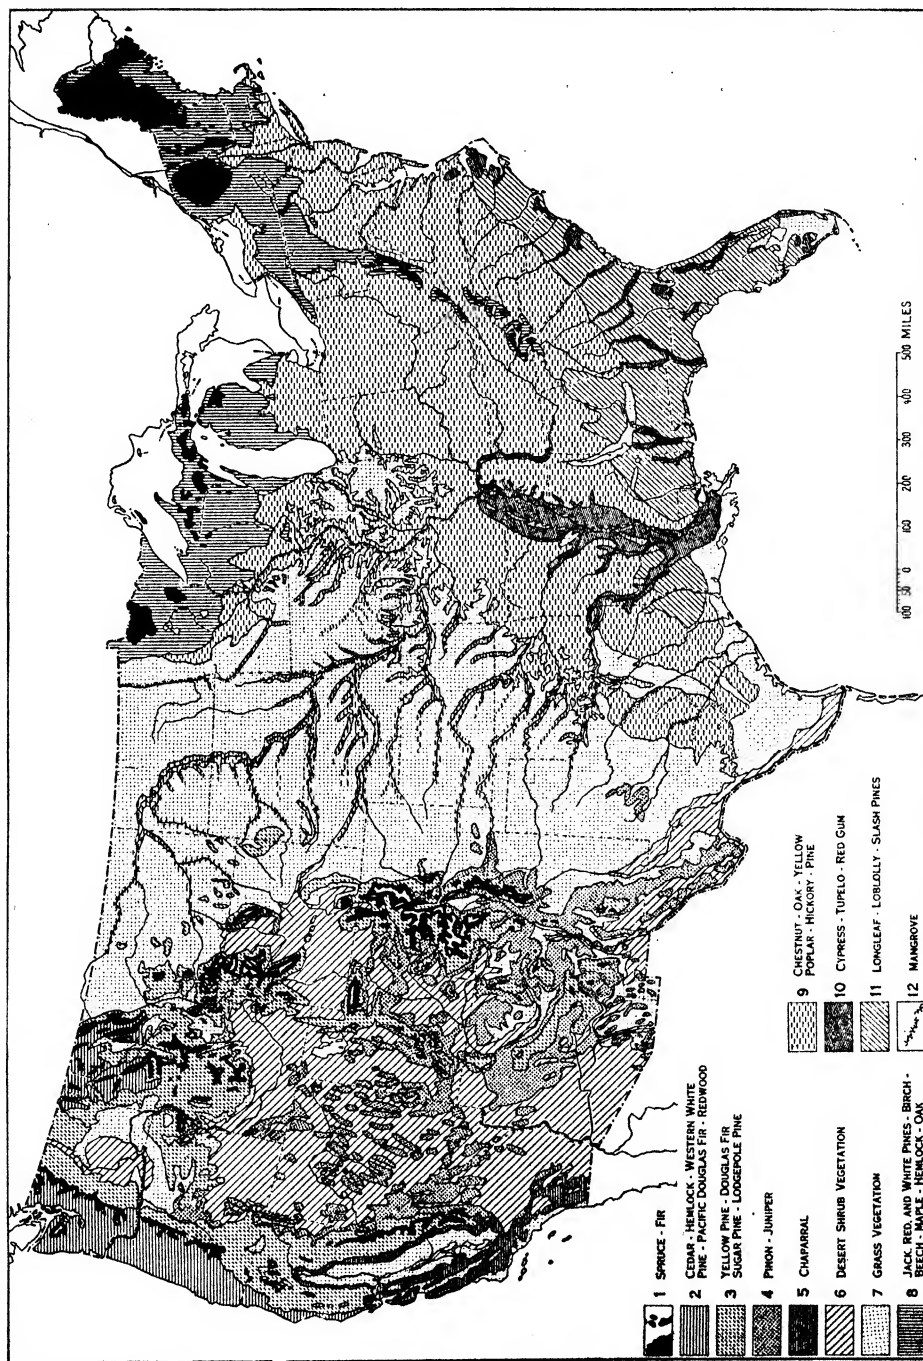 100 50 0 100 200 300 400 500 MILES
1 SPRUCE - FIR
2 CEDAR - HEMLOCK - WESTERN WHITE
PINE - PACIFIC DOUGLAS FIR - REDWOOD
3 YELLOW PINE - DOUGLAS FIR
SUGAR PINE - LODGEPOLE PINE
4 PINON - JUNIPER
5 CHAPARRAL
6 DESERT SHRUB VEGETATION
7 GRASS VEGETATION
8 JACK, RED, AND WHITE PINES - BIRCH -
BEECH - MAPLE - HEMLOCK - OAK
9 CHESTNUT - OAK - YELLOW
POPLAR - HICKORY - PINE
10 CYPRESS - TUPELO - RED GUM
11 LONGLEAF - LOBLOLLY - SLASH PINES
12 MANGROVE